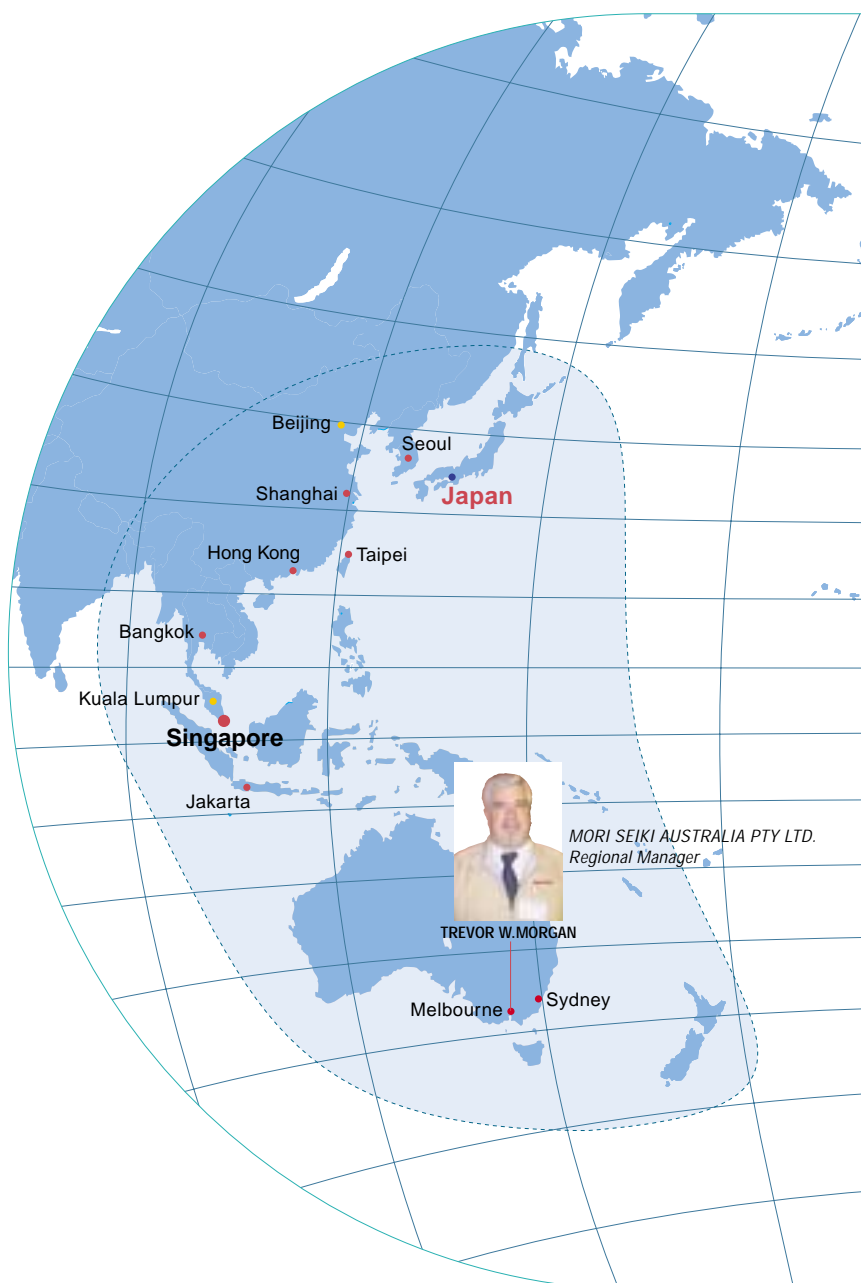 Beijing
Seoul
Shanghai
Japan
Hong Kong
Taipei
Bangkok
Kuala Lumpur
Singapore
Jakarta
MORI SEIKI AUSTRALIA PTY LTD.
Regional Manager
TREVOR W.MORGAN
Melbourne
Sydney